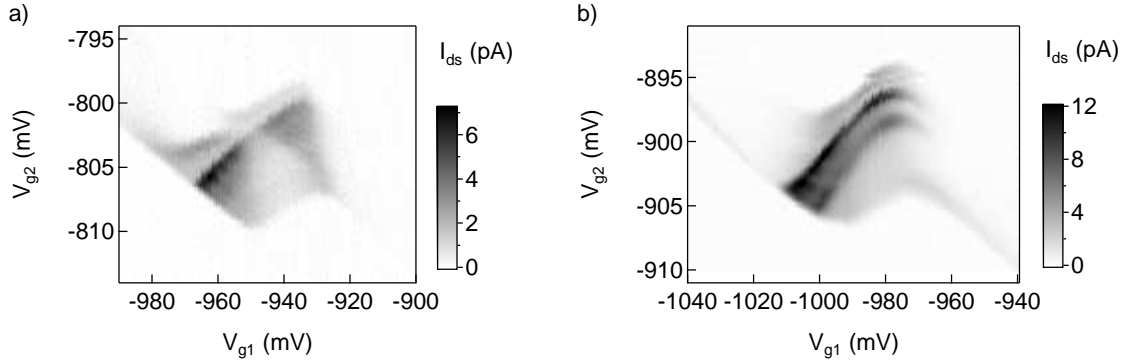 a)
-795
-800
-805
-810
V_g2 (mV)
-980 -960 -940 -920 -900
V_g1 (mV)
I_ds (pA)
6
4
2
0
b)
-895
-900
-905
-910
V_g2 (mV)
-1040 -1020 -1000 -980 -960 -940
V_g1 (mV)
I_ds (pA)
12
8
4
0